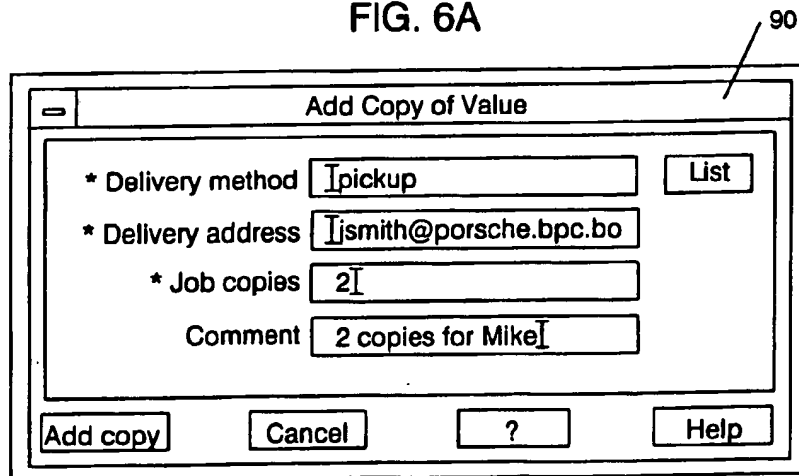 FIG. 6A
90
Add Copy of Value
* Delivery method pickup List
* Delivery address jsmith@porsche.bpc.bo
* Job copies 2
Comment 2 copies for Mike
Add copy Cancel ? Help